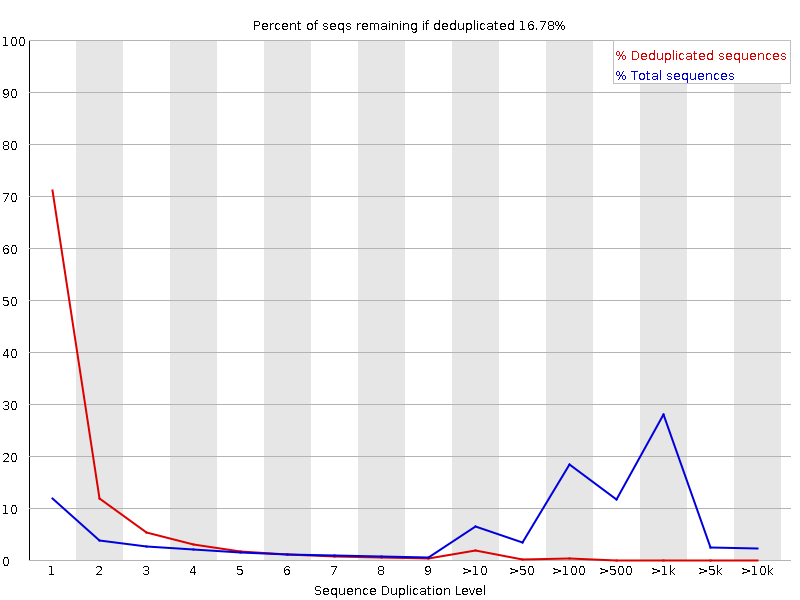 Percent of seqs remaining if deduplicated 16.78%
% Deduplicated sequences
% Total sequences
100
90
80
70
60
50
40
30
20
10
0
1 2 3 4 5 6 7 8 9 >10 >50 >100 >500 >1k >5k >10k
Sequence Duplication Level